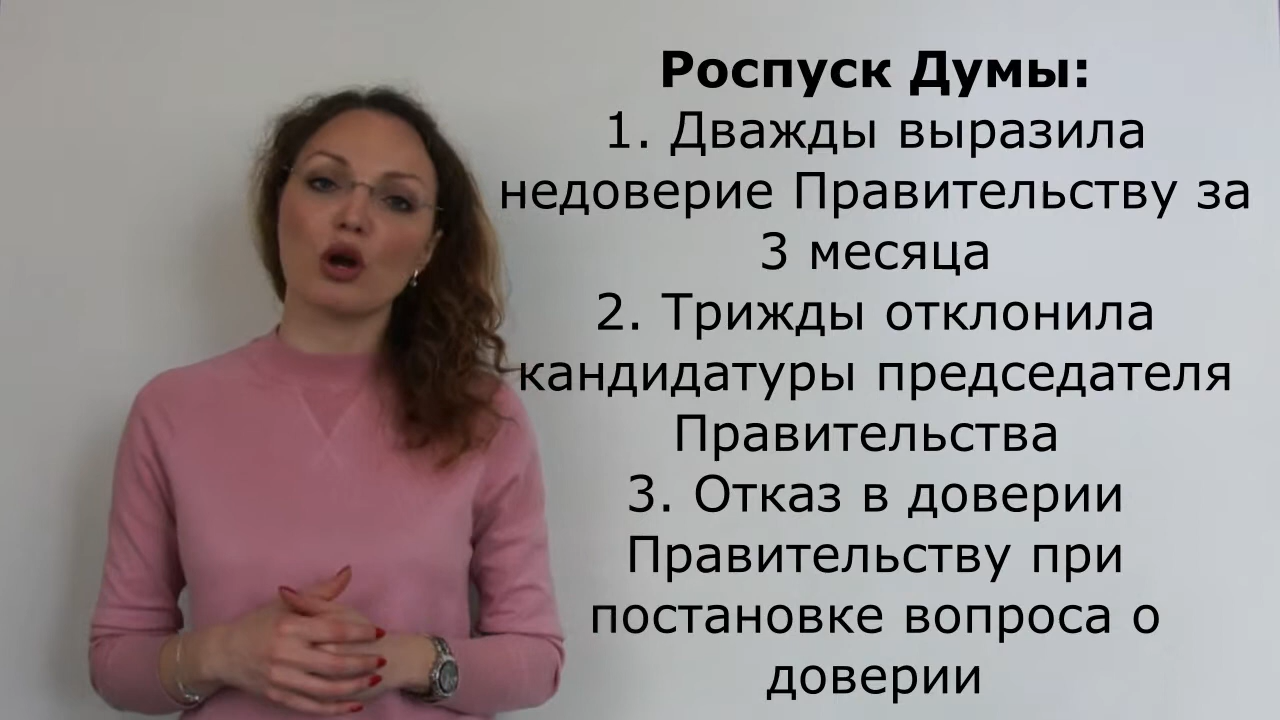 Роспуск Думы:
1. Дважды выразила
недоверие Правительству за
3 месяца
2. Трижды отклонила
кандидатуры председателя
Правительства
3. Отказ в доверии
Правительству при
постановке вопроса о
доверии